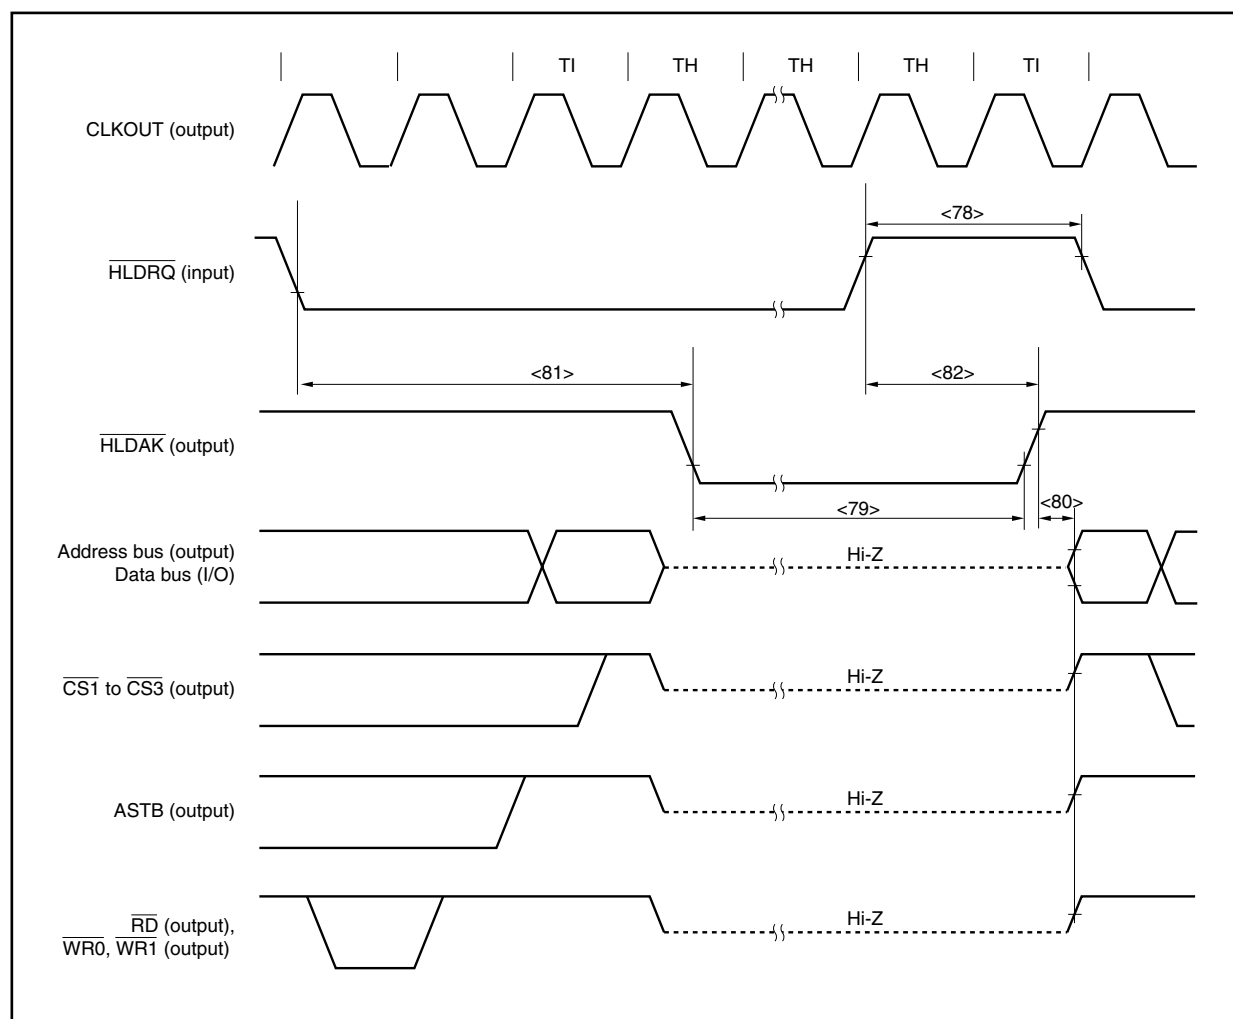 TI TH TH TH TI
CLKOUT (output)
<78>
HLDRQ (input)
<81> <82>
HLDAK (output)
<79> <80>
Address bus (output)
Data bus (I/O)
Hi-Z
CS1 to CS3 (output)
Hi-Z
ASTB (output)
Hi-Z
RD (output),
WR0, WR1 (output)
Hi-Z